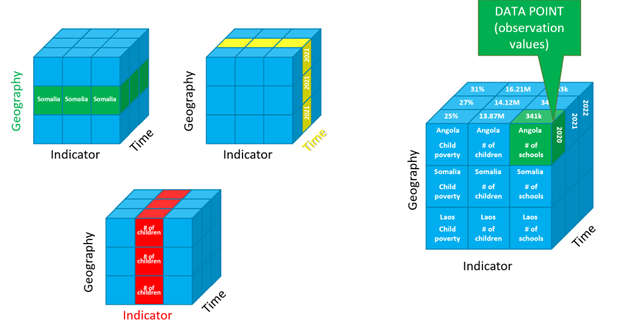 Geography
Somalia Somalia Somalia
Indicator
Time
Geography
2021
2021
2021
Indicator
Time
Geography
# of
children
# of
children
# of
children
Indicator
Time
DATA POINT
(observation
values)
31% 16.21M
27% 14.12M
25% 13.87M 341k
2022
2021
2020
Geography
Angola Angola Angola
Child # of # of
poverty children schools
Somalia Somalia Somalia
Child # of # of
poverty children schools
Laos Laos Laos
Child # of # of
poverty children schools
Indicator
Time